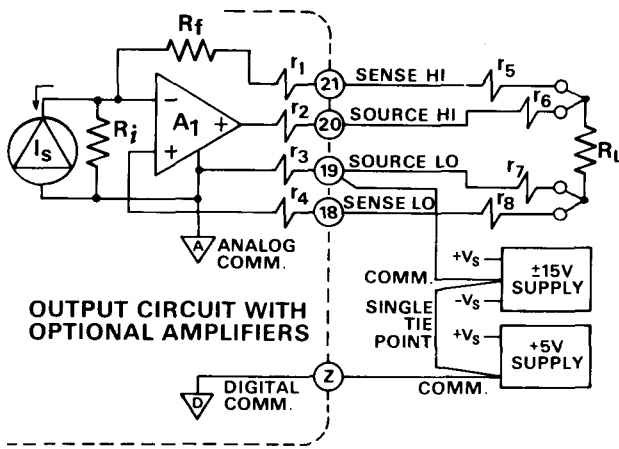 Rf
r1
21
SENSE HI
r5
r2
20
SOURCE HI
r6
Is
Ri
−
A1
+
+
r3
19
SOURCE LO
r7
RL
r4
18
SENSE LO
r8
A
ANALOG
COMM.
+Vs
±15V
SUPPLY
COMM.
−Vs
SINGLE
TIE
POINT
+Vs
+5V
SUPPLY
OUTPUT CIRCUIT WITH
OPTIONAL AMPLIFIERS
D
DIGITAL
COMM.
Z
COMM.